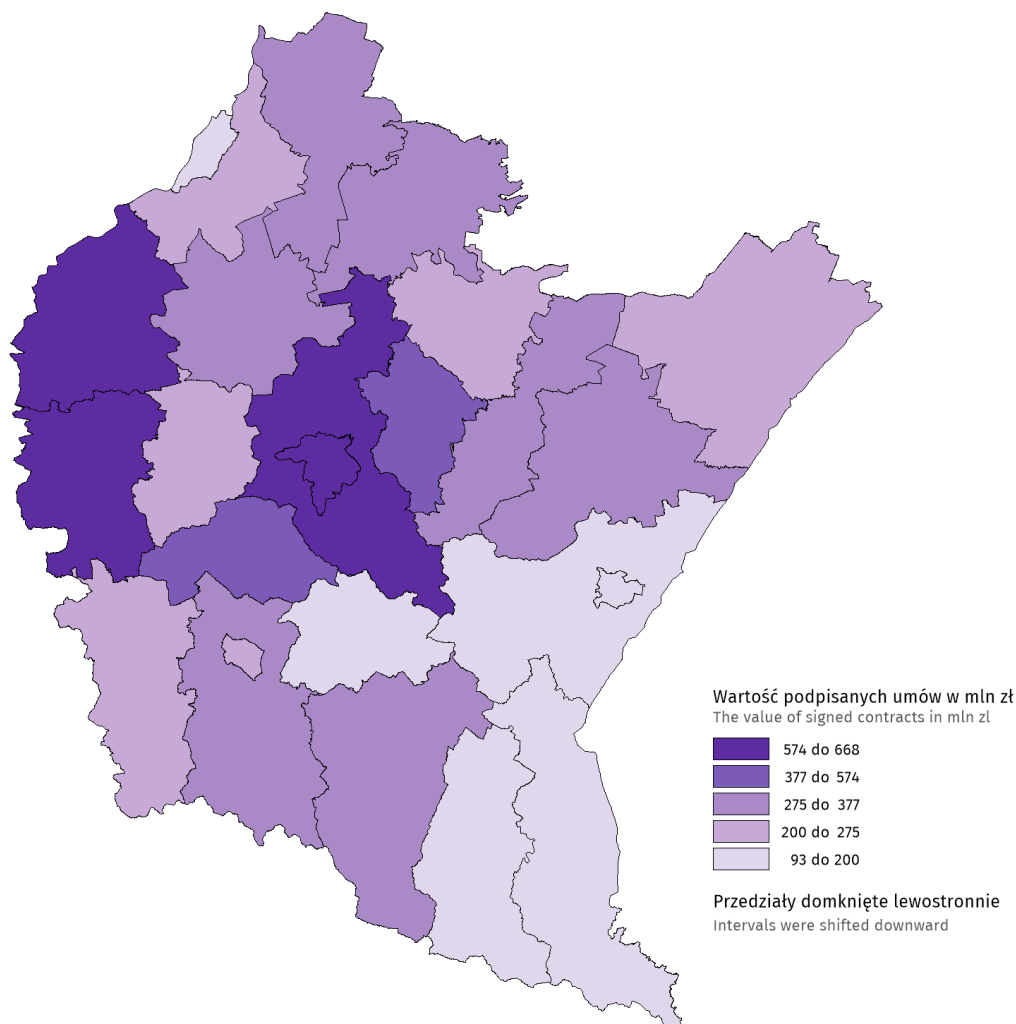 Wartość podpisanych umów w mln zł
The value of signed contracts in mln zl
574 do 668
377 do 574
275 do 377
200 do 275
93 do 200
Przedziały domknięte lewostronnie
Intervals were shifted downward